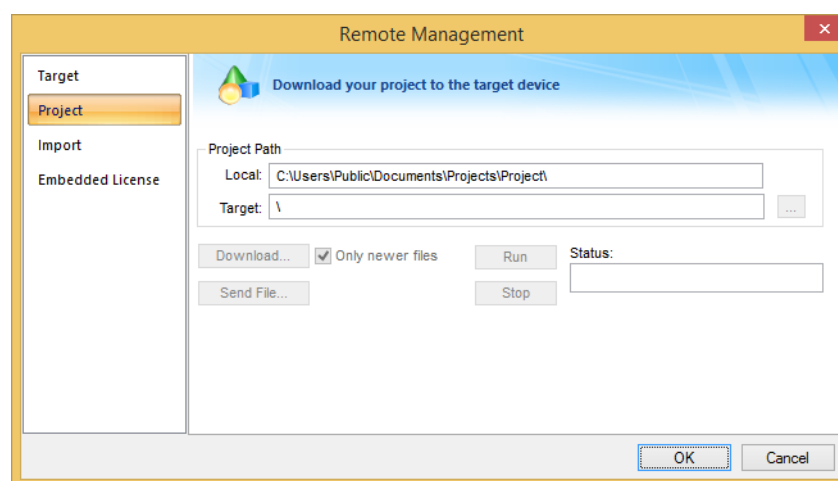 Remote Management
Target
Project
Import
Embedded License
Download your project to the target device
Project Path
Local: C:\Users\Public\Documents\Projects\Project\
Target: \ ...
Download... Only newer files Run Status:
Send File... Stop
OK Cancel